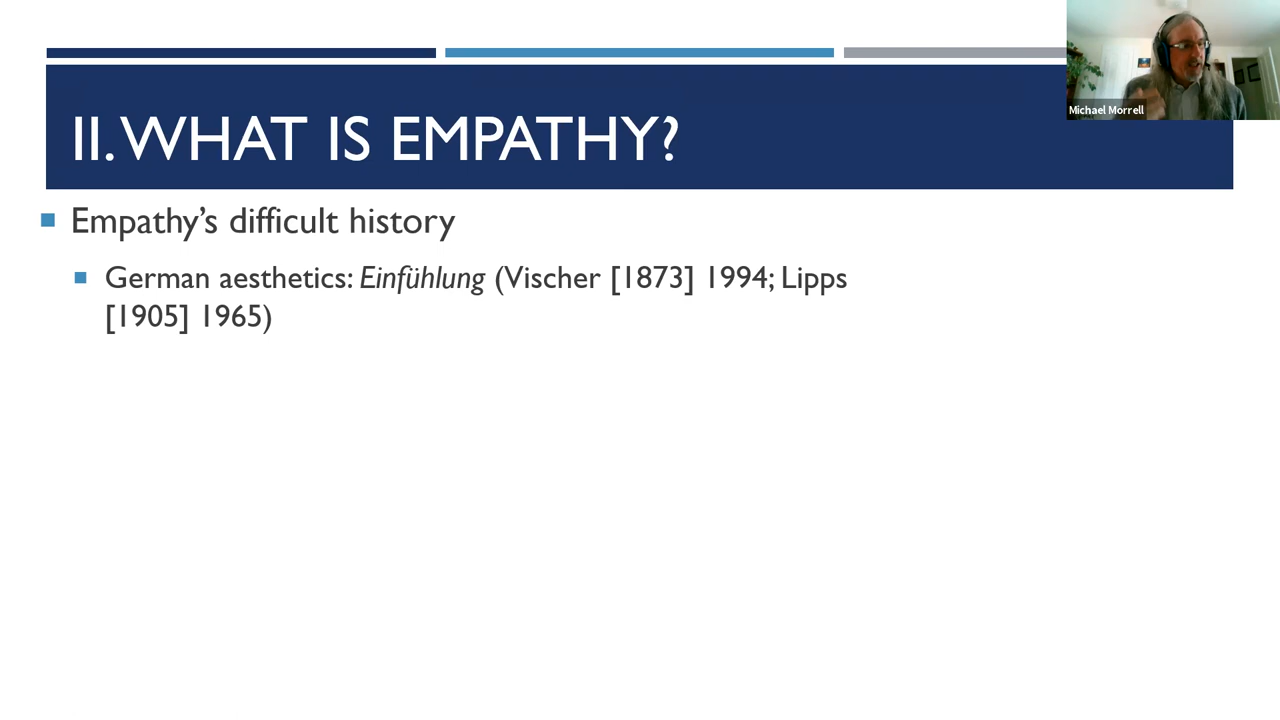 II. WHAT IS EMPATHY?
Michael Morrell
Empathy’s difficult history
German aesthetics: Einfühlung (Vischer [1873] 1994; Lipps
[1905] 1965)